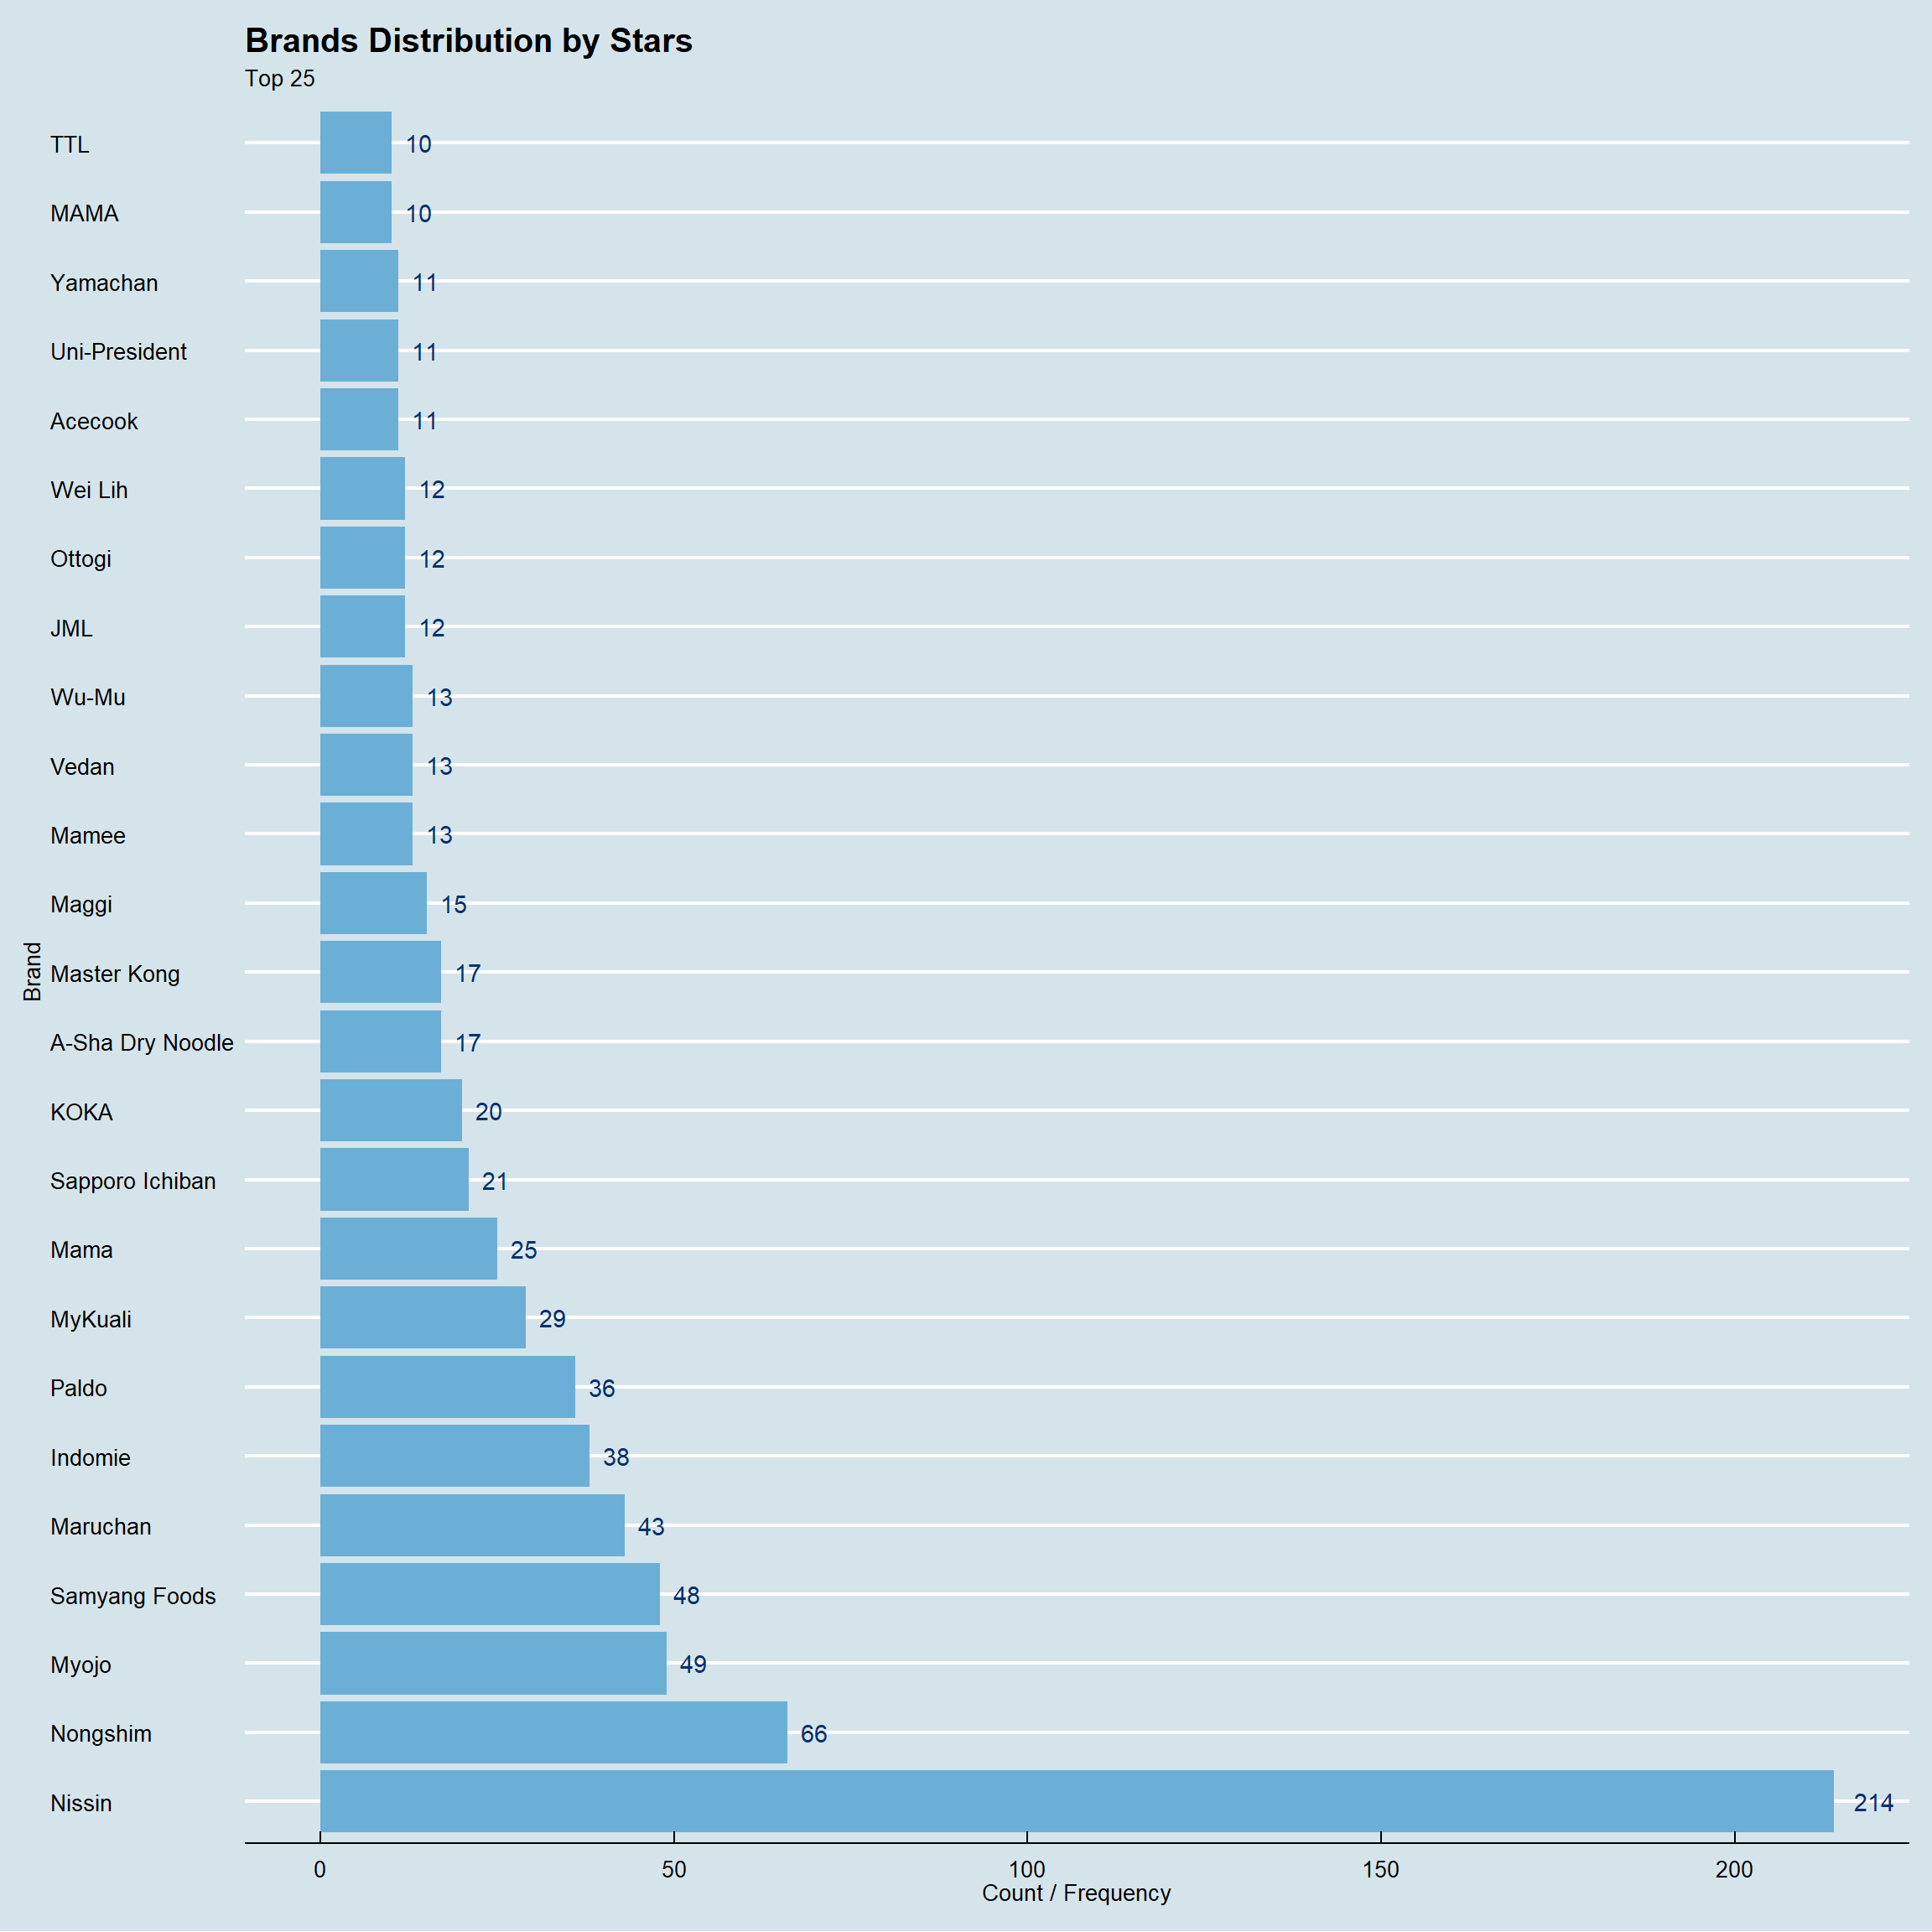 Brands Distribution by Stars
Top 25
TTL 10
MAMA 10
Yamachan 11
Uni-President 11
Acecook 11
Wei Lih 12
Ottogi 12
JML 12
Wu-Mu 13
Vedan 13
Mamee 13
Maggi 15
Master Kong 17
A-Sha Dry Noodle 17
KOKA 20
Sapporo Ichiban 21
Mama 25
MyKuali 29
Paldo 36
Indomie 38
Maruchan 43
Samyang Foods 48
Myojo 49
Nongshim 66
Nissin 214
Brand
0 50 100 150 200
Count / Frequency